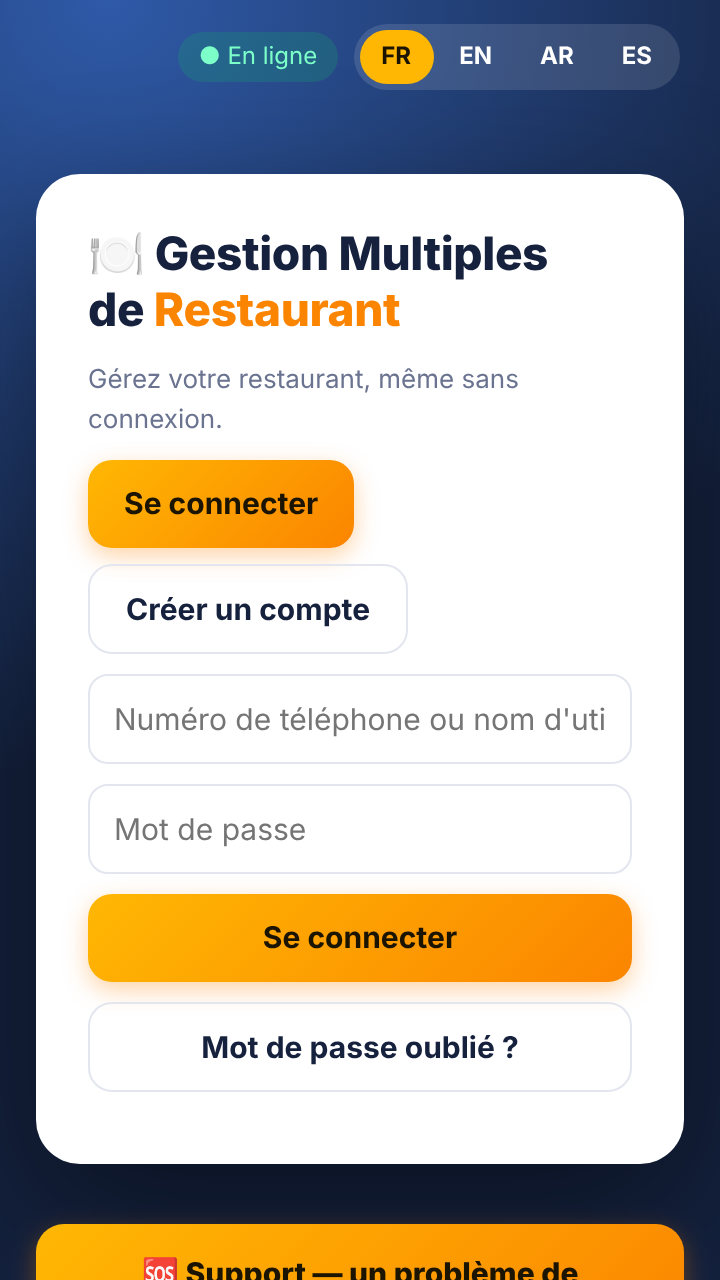 En ligne FR EN AR ES
Gestion Multiples
de Restaurant
Gérez votre restaurant, même sans
connexion.
Se connecter
Créer un compte
Numéro de téléphone ou nom d'uti
Mot de passe
Se connecter
Mot de passe oublié ?
🆘 Support — un problème de